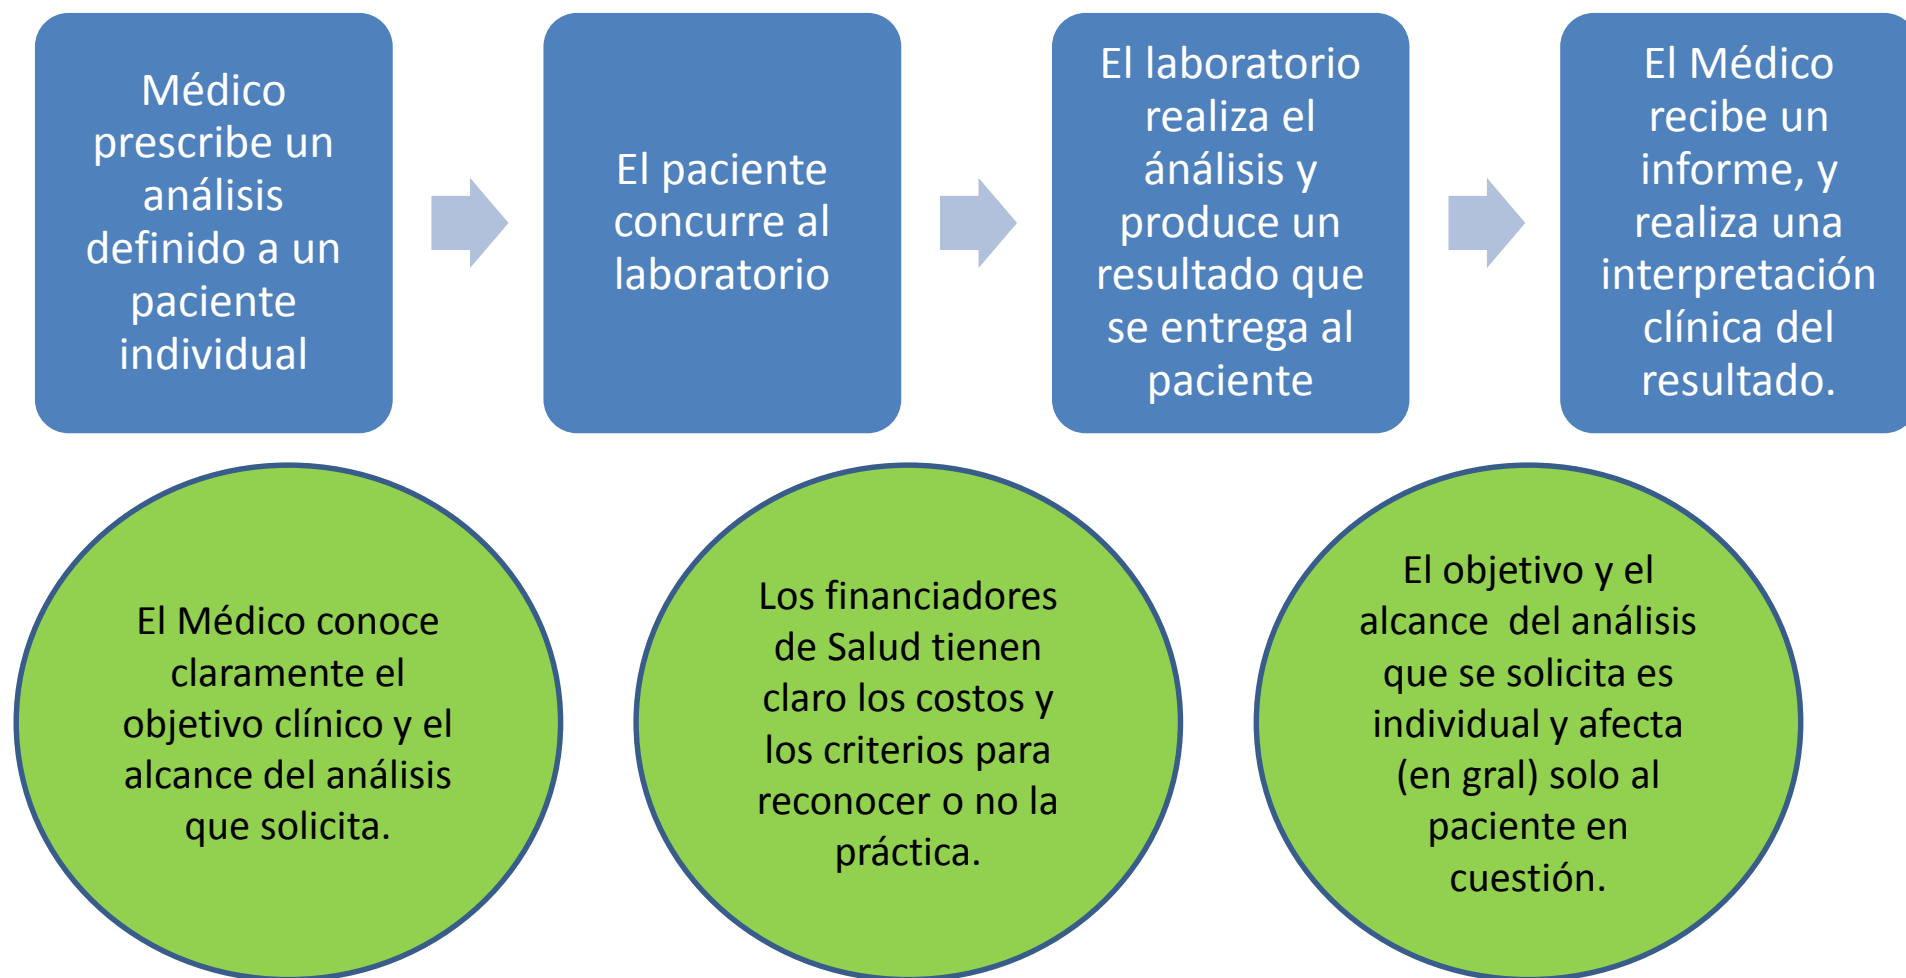 Médico
prescribe un
análisis
definido a un
paciente
individual
El paciente
concurre al
laboratorio
El laboratorio
realiza el
ánálisis y
produce un
resultado que
se entrega al
paciente
El Médico
recibe un
informe, y
realiza una
interpretación
clínica del
resultado.
El Médico conoce
claramente el
objetivo clínico y el
alcance del análisis
que solicita.
Los financiadores
de Salud tienen
claro los costos y
los criterios para
reconocer o no la
práctica.
El objetivo y el
alcance  del análisis
que se solicita es
individual y afecta
(en gral) solo al
paciente en
cuestión.